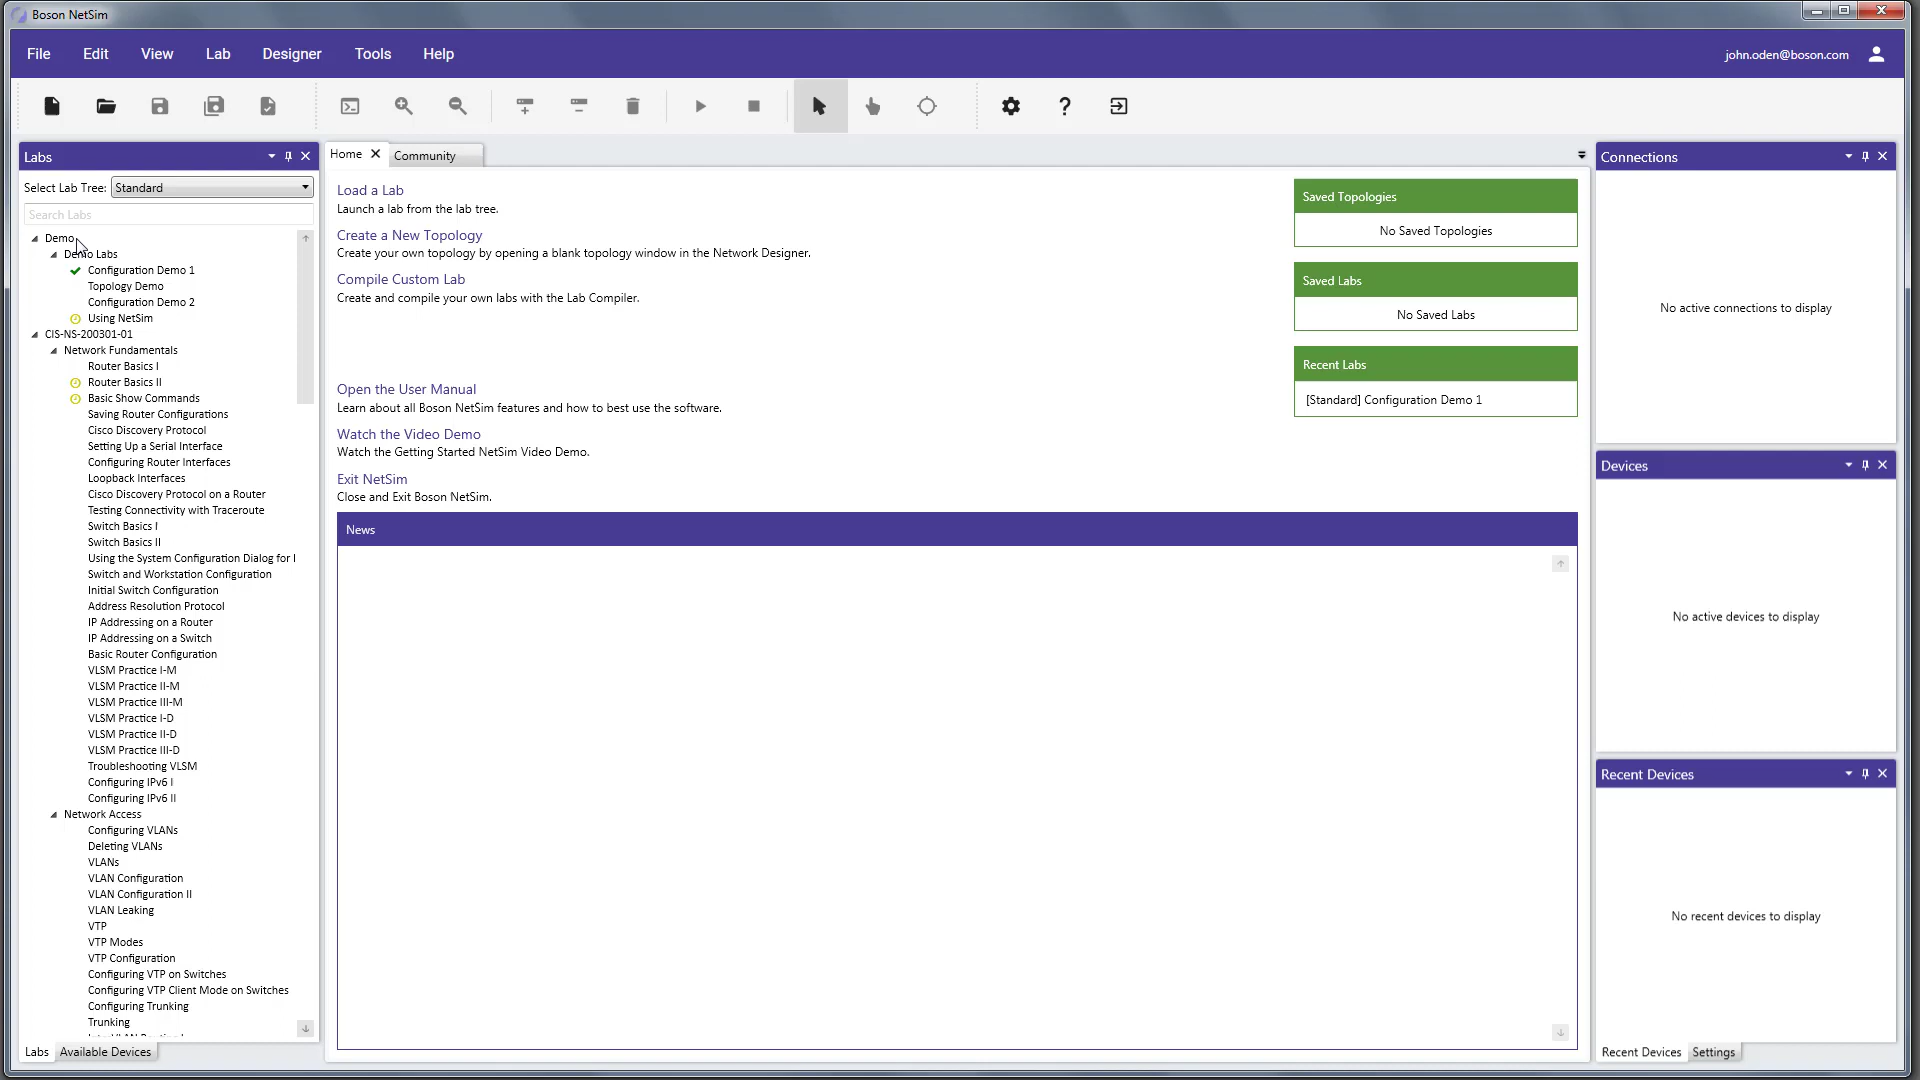 Boson NetSim
File Edit View Lab Designer Tools Help
john.oden@boson.com
Labs
Select Lab Tree: Standard
Search Labs
Demo
Demo Labs
Configuration Demo 1
Topology Demo
Configuration Demo 2
Using NetSim
CIS-NS-200301-01
Network Fundamentals
Router Basics I
Router Basics II
Basic Show Commands
Saving Router Configurations
Cisco Discovery Protocol
Setting Up a Serial Interface
Configuring Router Interfaces
Loopback Interfaces
Cisco Discovery Protocol on a Router
Testing Connectivity with Traceroute
Switch Basics I
Switch Basics II
Using the System Configuration Dialog for I
Switch and Workstation Configuration
Initial Switch Configuration
Address Resolution Protocol
IP Addressing on a Router
IP Addressing on a Switch
Basic Router Configuration
VLSM Practice I-M
VLSM Practice II-M
VLSM Practice III-M
VLSM Practice I-D
VLSM Practice II-D
VLSM Practice III-D
Troubleshooting VLSM
Configuring IPv6 I
Configuring IPv6 II
Network Access
Configuring VLANs
Deleting VLANs
VLANs
VLAN Configuration
VLAN Configuration II
VLAN Leaking
VTP
VTP Modes
VTP Configuration
Configuring VTP on Switches
Configuring VTP Client Mode on Switches
Configuring Trunking
Trunking
Labs Available Devices
Home Community
Load a Lab
Launch a lab from the lab tree.
Create a New Topology
Create your own topology by opening a blank topology window in the Network Designer.
Compile Custom Lab
Create and compile your own labs with the Lab Compiler.
Open the User Manual
Learn about all Boson NetSim features and how to best use the software.
Watch the Video Demo
Watch the Getting Started NetSim Video Demo.
Exit NetSim
Close and Exit Boson NetSim.
Saved Topologies
No Saved Topologies
Saved Labs
No Saved Labs
Recent Labs
[Standard] Configuration Demo 1
News
Connections
No active connections to display
Devices
No active devices to display
Recent Devices
No recent devices to display
Recent Devices Settings